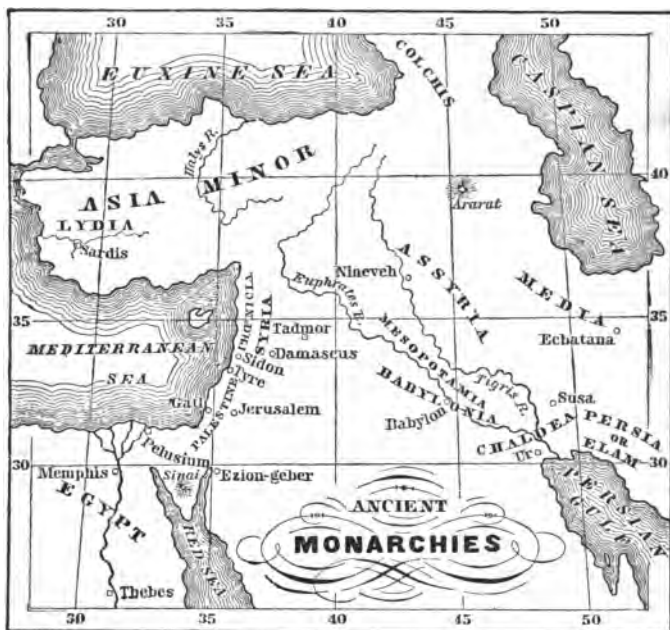 30 35 40 45 50
EUXINE SEA
COLCHIS
CASPIAN SEA
Halys R.
ASIA MINOR
40
40
Ararat
LYDIA
Sardis
Nineveh
ASSYRIA
MEDIA
Euphrates R.
PHOENICIA
SYRIA
35
35
Tadmor
Ecbatana
MEDITERRANEAN
SEA
Sidon
Damascus
MESOPOTAMIA
Tyre
Tigris R.
PALESTINE
BABYLONIA
Susa
Gath
Jerusalem
Babylon
CHALDEA
PERSIA
OR
ELAM
Pelusium
Ur
30
30
Memphis
Sinai
Ezion-geber
EGYPT
PERSIAN
GULF
RED SEA
ANCIENT
MONARCHIES
Thebes
30 35 40 45 50